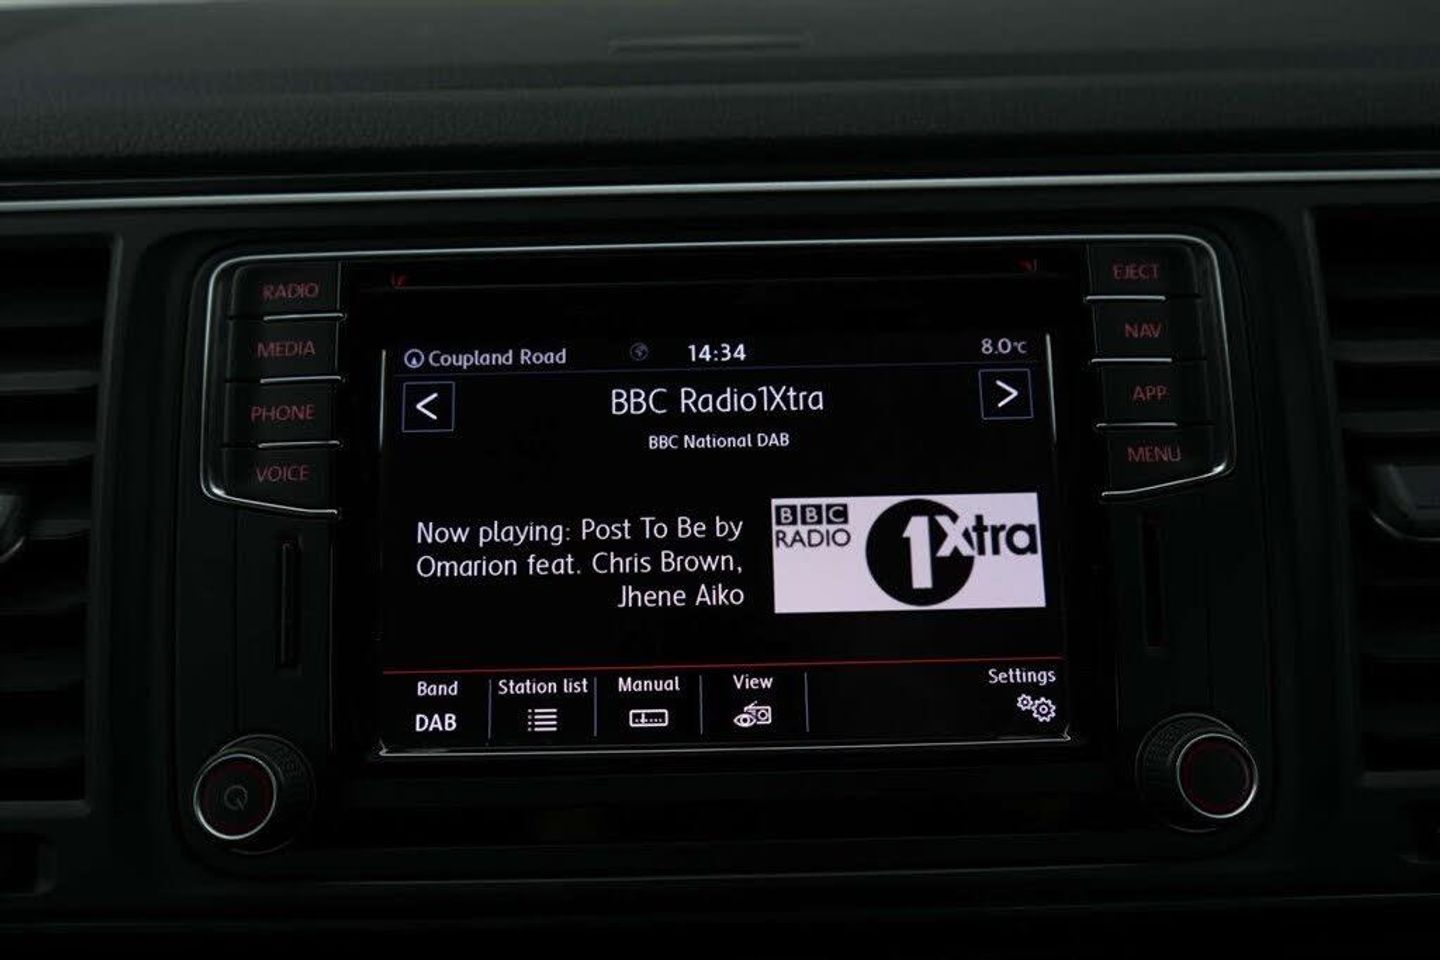 RADIO
MEDIA
PHONE
VOICE
EJECT
NAV
APP
MENU
Coupland Road
14:34
8.0°C
<
BBC Radio1Xtra
>
BBC National DAB
Now playing: Post To Be by
Omarion feat. Chris Brown,
Jhene Aiko
BBC
RADIO
1Xtra
Band
DAB
Station list
Manual
View
Settings